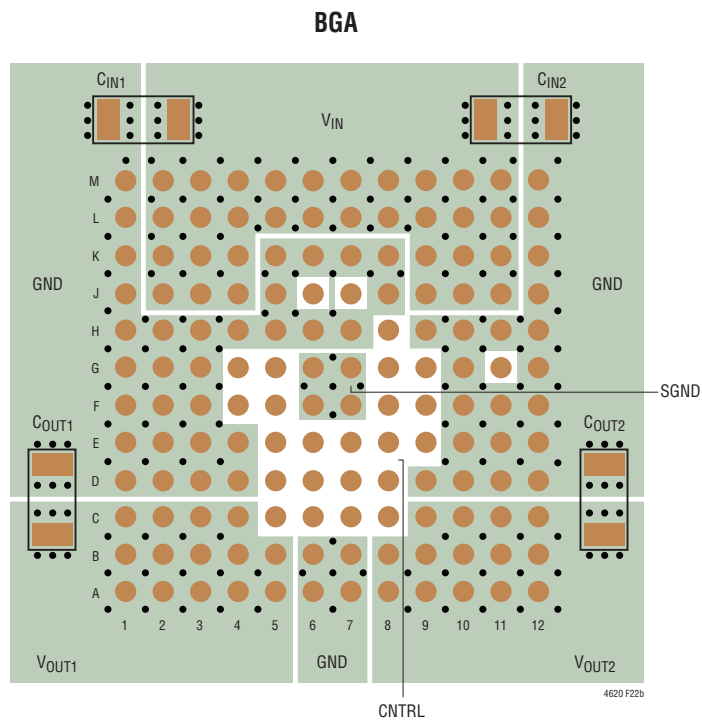 BGA
CIN1
CIN2
VIN
M
L
K
GND
GND
J
H
G
SGND
F
COUT1
COUT2
E
D
C
B
A
1 2 3 4 5 6 7 8 9 10 11 12
VOUT1
GND
VOUT2
4620 F22b
CNTRL